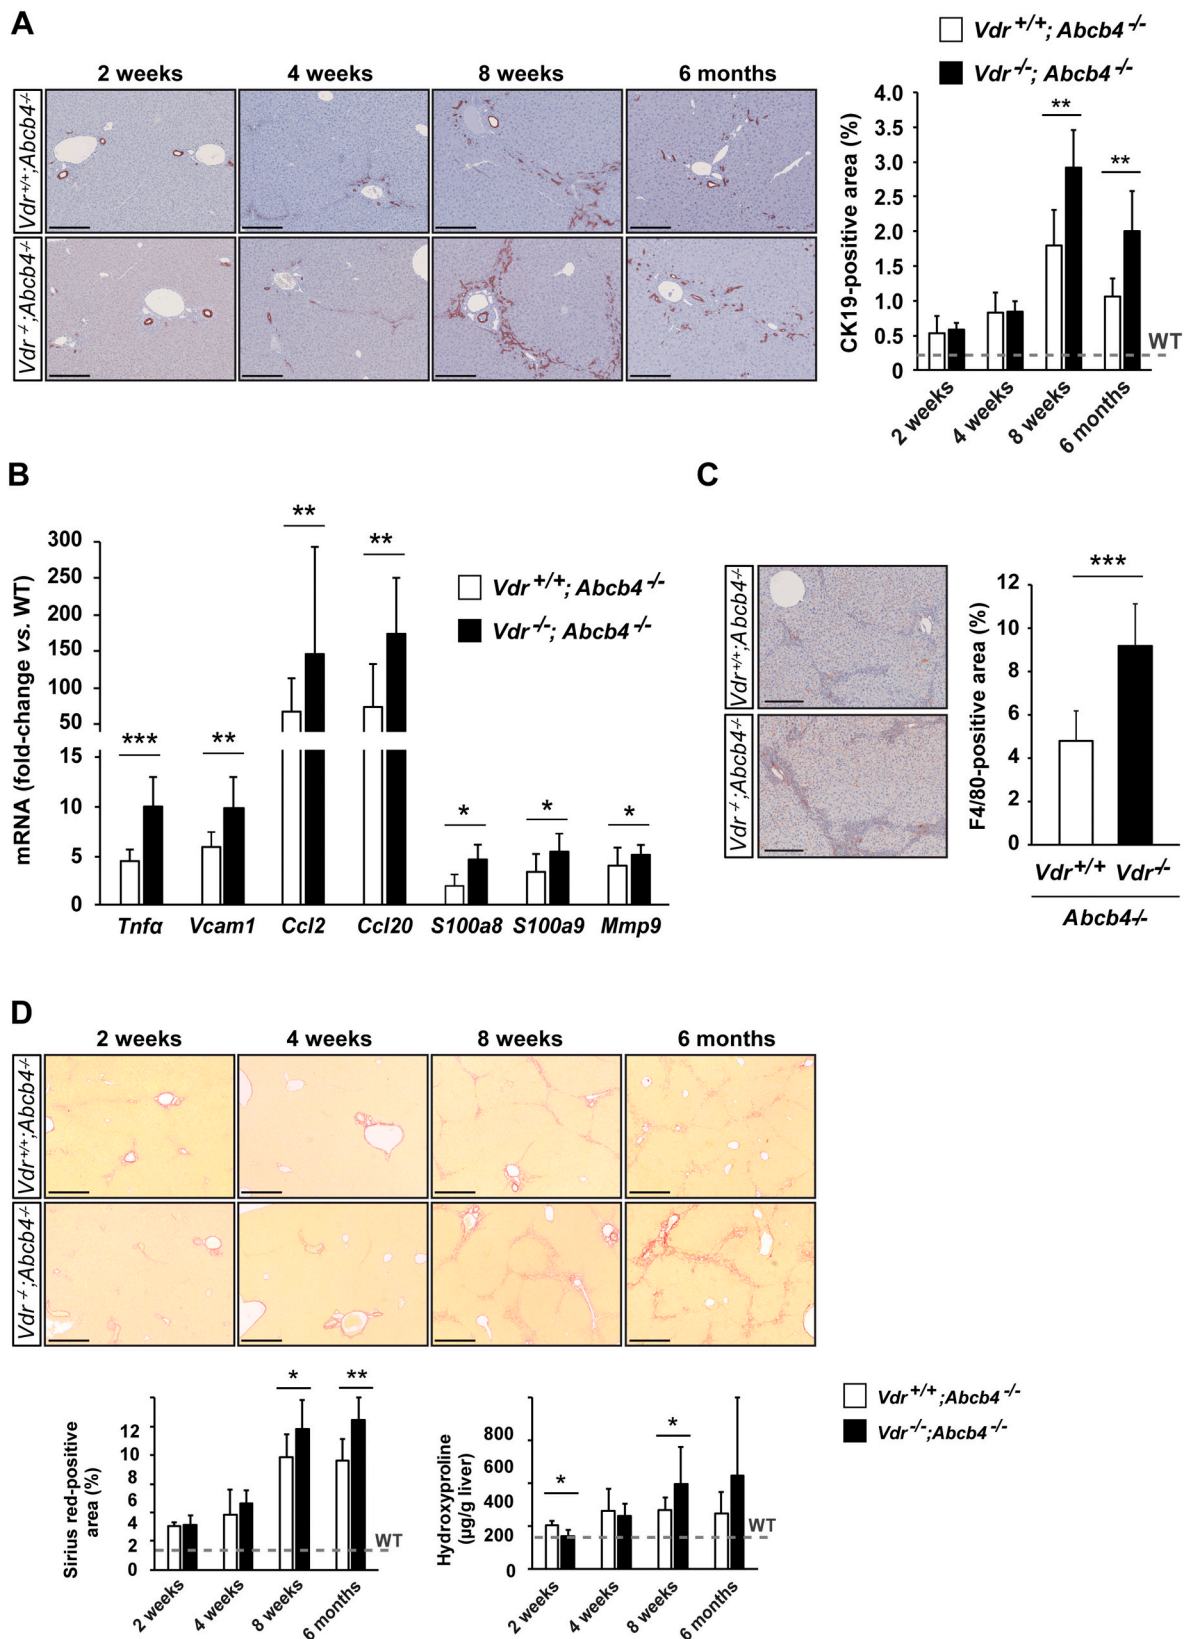 A
Vdr +/+; Abcb4 -/-
Vdr -/-; Abcb4 -/-
2 weeks
4 weeks
8 weeks
6 months
Vdr+/+;Abcb4-/-
Vdr -/-;Abcb4-/-
CK19-positive area (%)
4.0
3.5
3.0
2.5
2.0
1.5
1.0
0.5
0
**
**
WT
2 weeks
4 weeks
8 weeks
6 months
B
mRNA (fold-change vs. WT)
300
250
200
150
100
50
15
10
5
0
***
**
**
**
*
*
*
Vdr +/+; Abcb4 -/-
Vdr -/-; Abcb4 -/-
Tnfα
Vcam1
Ccl2
Ccl20
S100a8
S100a9
Mmp9
C
Vdr+/+;Abcb4-/-
Vdr -/-;Abcb4-/-
F4/80-positive area (%)
12
10
8
6
4
2
0
***
Vdr+/+
Vdr-/-
Abcb4-/-
D
2 weeks
4 weeks
8 weeks
6 months
Vdr+/+;Abcb4-/-
Vdr -/-;Abcb4-/-
Sirius red-positive
area (%)
12
10
8
6
4
2
0
*
**
WT
2 weeks
4 weeks
8 weeks
6 months
Hydroxyproline
(µg/g liver)
800
600
400
200
0
*
*
WT
2 weeks
4 weeks
8 weeks
6 months
Vdr+/+;Abcb4-/-
Vdr-/-;Abcb4-/-